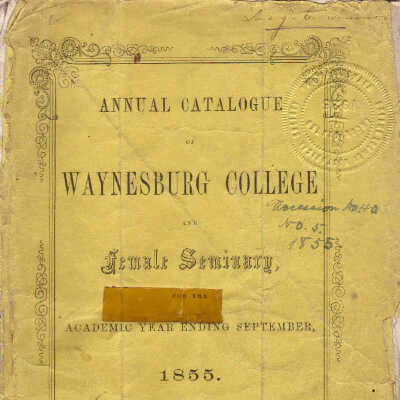 ANNUAL CATALOGUE
OF
WAYNESBURG COLLEGE
AND
Female Seminary,
FOR THE
ACADEMIC YEAR ENDING SEPTEMBER,
1855.
Accession
No. 5.
1855